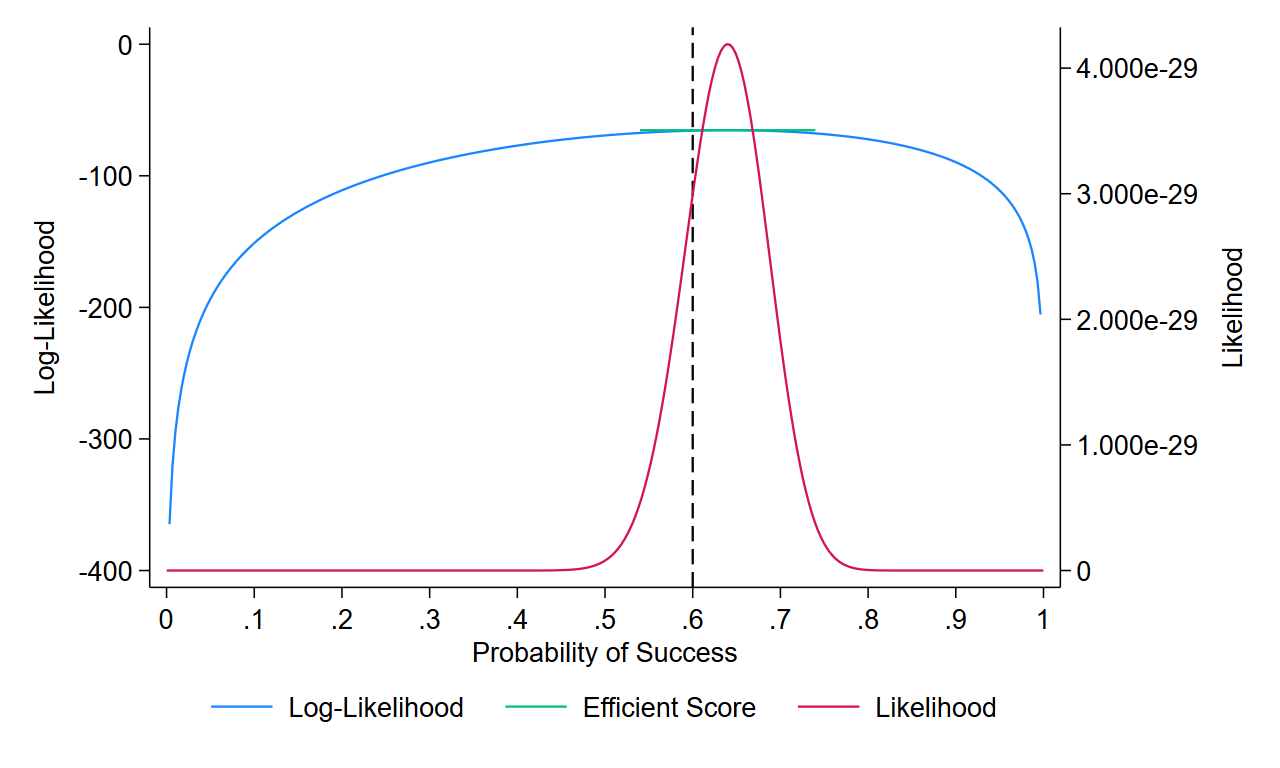 0
-100
-200
-300
-400
Log-Likelihood
4.000e-29
3.000e-29
2.000e-29
1.000e-29
0
Likelihood
0 .1 .2 .3 .4 .5 .6 .7 .8 .9 1
Probability of Success
Log-Likelihood Efficient Score Likelihood